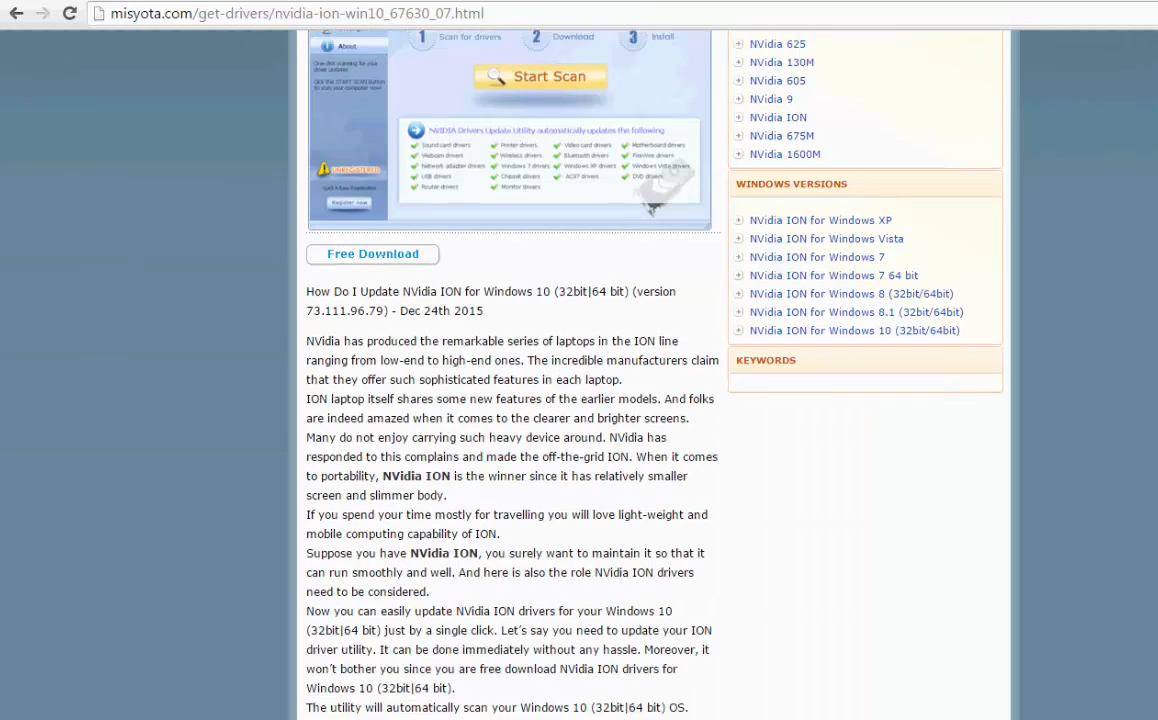 misyota.com/get-drivers/nvidia-ion-win10_67630_07.html
About
1 Scan for drivers 2 Download 3 Install
Start Scan
NVIDIA Drivers Update Utility automatically updates the following
Sound card drivers Printer drivers Video card drivers Motherboard drivers
Webcam drivers Wireless drivers Bluetooth drivers FireWire drivers
Network adapter drivers Windows 7 drivers Windows XP drivers Windows Vista drivers
USB drivers Chipset drivers AC97 drivers DVD drivers
Router drivers Monitor drivers
UNREGISTERED
Register now
Free Download
How Do I Update NVidia ION for Windows 10 (32bit|64 bit) (version
73.111.96.79) - Dec 24th 2015
NVidia has produced the remarkable series of laptops in the ION line
ranging from low-end to high-end ones. The incredible manufacturers claim
that they offer such sophisticated features in each laptop.
ION laptop itself shares some new features of the earlier models. And folks
are indeed amazed when it comes to the clearer and brighter screens.
Many do not enjoy carrying such heavy device around. NVidia has
responded to this complains and made the off-the-grid ION. When it comes
to portability, NVidia ION is the winner since it has relatively smaller
screen and slimmer body.
If you spend your time mostly for travelling you will love light-weight and
mobile computing capability of ION.
Suppose you have NVidia ION, you surely want to maintain it so that it
can run smoothly and well. And here is also the role NVidia ION drivers
need to be considered.
Now you can easily update NVidia ION drivers for your Windows 10
(32bit|64 bit) just by a single click. Let's say you need to update your ION
driver utility. It can be done immediately without any hassle. Moreover, it
won't bother you since you are free download NVidia ION drivers for
Windows 10 (32bit|64 bit).
The utility will automatically scan your Windows 10 (32bit|64 bit) OS.
NVidia 625
NVidia 130M
NVidia 605
NVidia 9
NVidia ION
NVidia 675M
NVidia 1600M
WINDOWS VERSIONS
NVidia ION for Windows XP
NVidia ION for Windows Vista
NVidia ION for Windows 7
NVidia ION for Windows 7 64 bit
NVidia ION for Windows 8 (32bit/64bit)
NVidia ION for Windows 8.1 (32bit/64bit)
NVidia ION for Windows 10 (32bit/64bit)
KEYWORDS